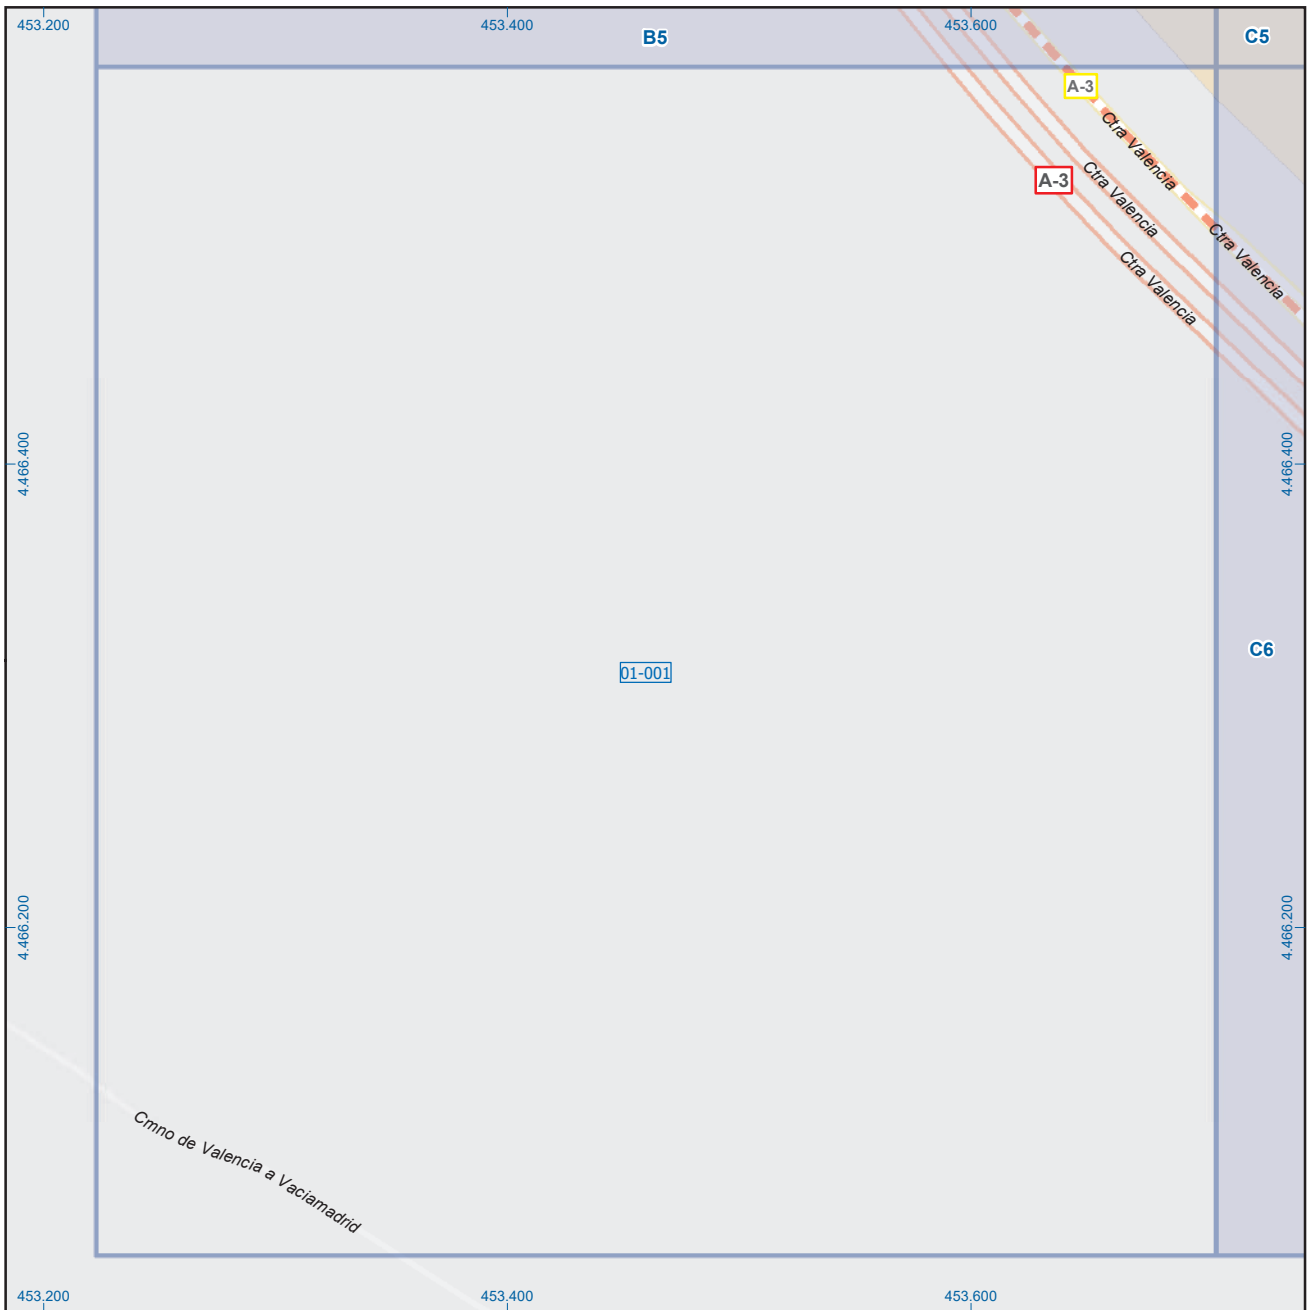 453.200
453.400
453.600
B5
C5
A-3
Ctra Valencia
A-3
Ctra Valencia
Ctra Valencia
Ctra Valencia
4.466.400
4.466.400
C6
01-001
4.466.200
4.466.200
Cmno de Valencia a Vaciamadrid
453.200
453.400
453.600